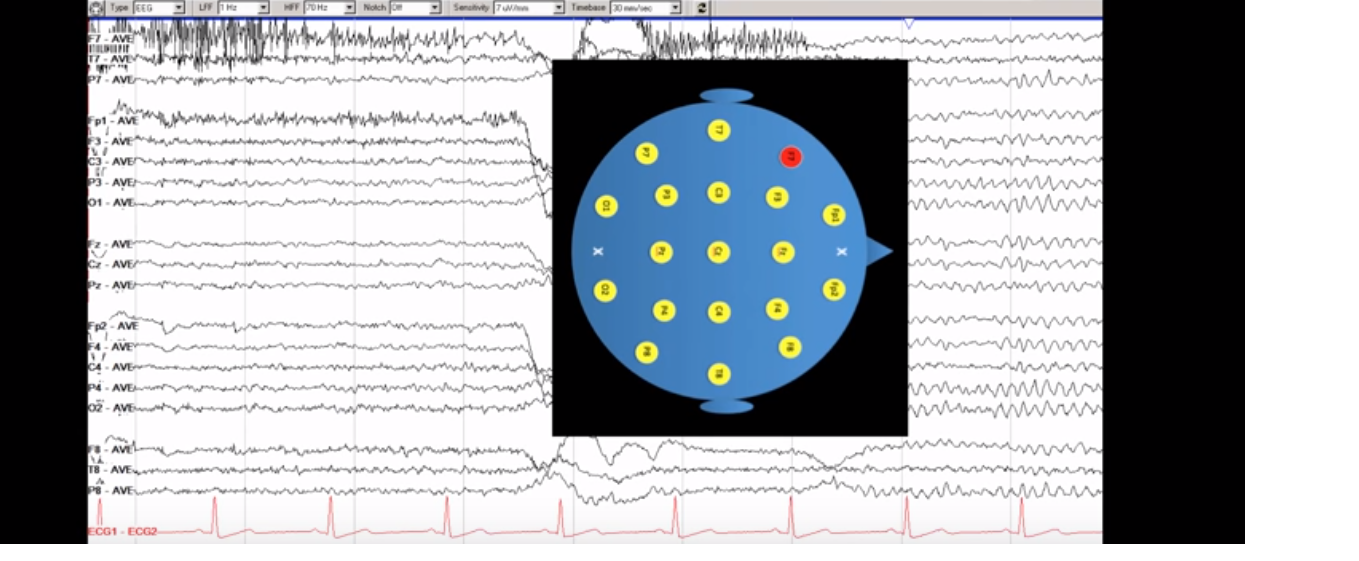 Type EEG LFF 1 Hz HFF 70 Hz Notch Off Sensitivity 7 uV/mm Timebase 30 mm/sec
F7 - AVE
T7 - AVE
P7 - AVE
Fp1 - AVE
F3 - AVE
C3 - AVE
P3 - AVE
O1 - AVE
Fz - AVE
Cz - AVE
Pz - AVE
Fp2 - AVE
F4 - AVE
C4 - AVE
P4 - AVE
O2 - AVE
F8 - AVE
T8 - AVE
P8 - AVE
ECG1 - ECG2
T7
P7
F7
P3
C3
F3
O1
Fp1
X
Pz
Cz
Fz
X
O2
Fp2
P4
C4
F4
P8
F8
T8